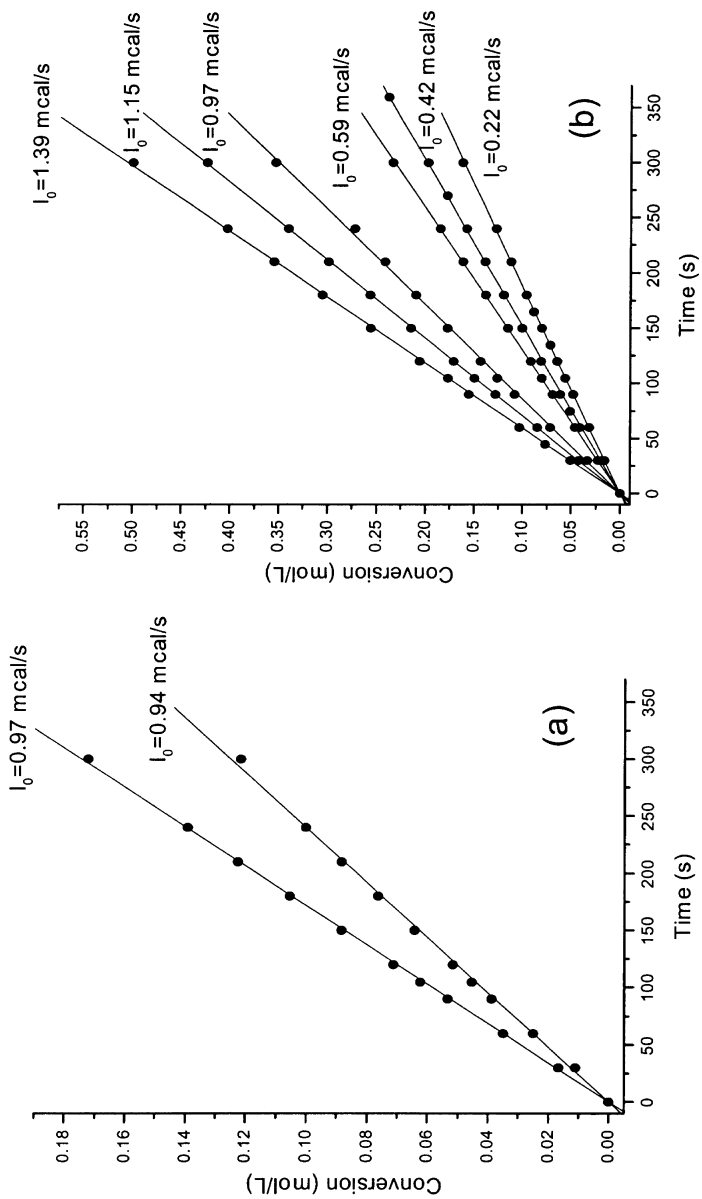 I₀=0.97 mcal/s
I₀=0.94 mcal/s
(a)
Conversion (mol/L)
0.18
0.16
0.14
0.12
0.10
0.08
0.06
0.04
0.02
0.00
0
50
100
150
200
250
300
350
Time (s)
I₀=1.39 mcal/s
I₀=1.15 mcal/s
I₀=0.97 mcal/s
I₀=0.59 mcal/s
I₀=0.42 mcal/s
I₀=0.22 mcal/s
(b)
Conversion (mol/L)
0.55
0.50
0.45
0.40
0.35
0.30
0.25
0.20
0.15
0.10
0.05
0.00
0
50
100
150
200
250
300
350
Time (s)